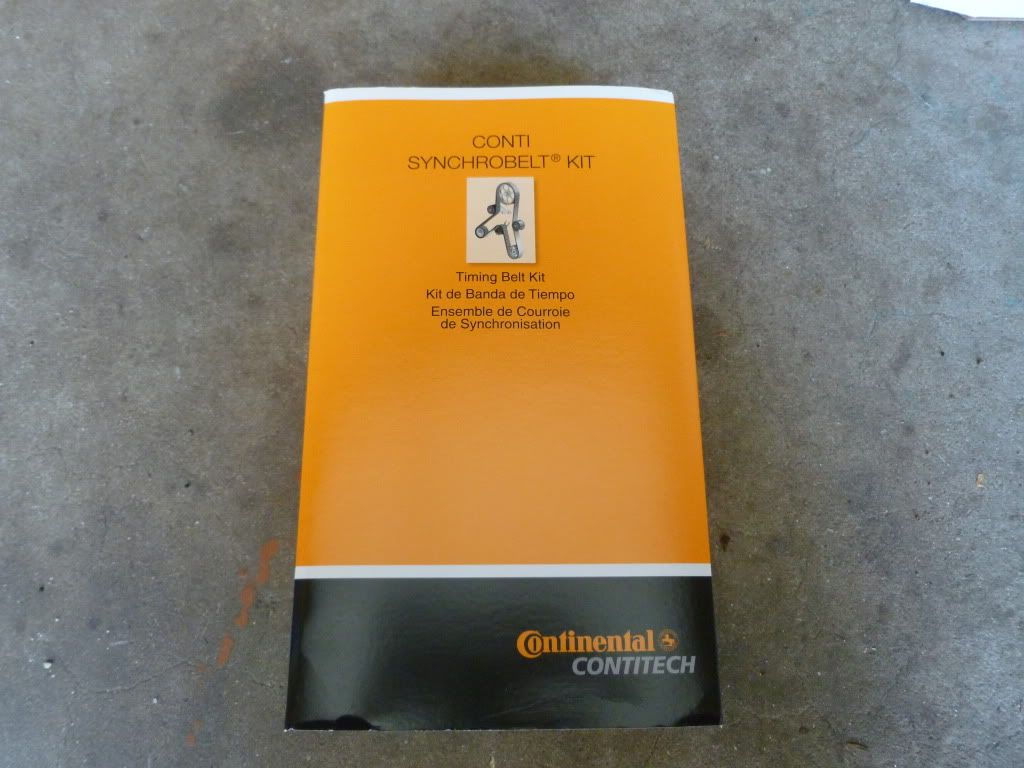 CONTI
SYNCHROBELT® KIT
Timing Belt Kit
Kit de Banda de Tiempo
Ensemble de Courroie
de Synchronisation
Continental
CONTITECH